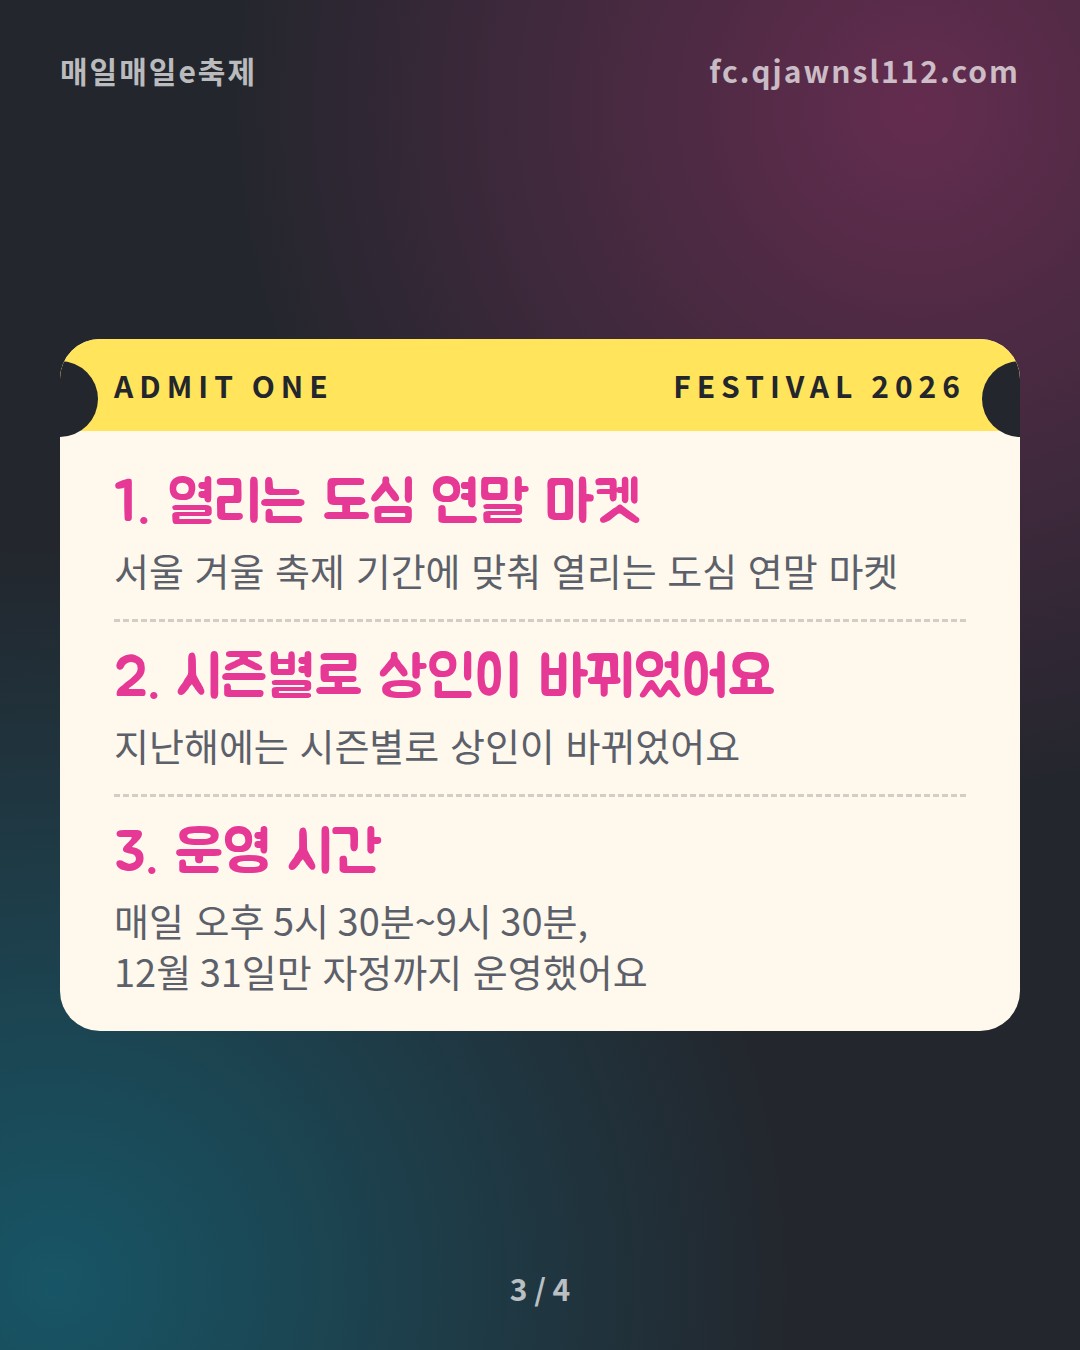 매일매일e축제
fc.qjawnsl112.com
ADMIT ONE
FESTIVAL 2026
1. 열리는 도심 연말 마켓
서울 겨울 축제 기간에 맞춰 열리는 도심 연말 마켓
2. 시즌별로 상인이 바뀌었어요
지난해에는 시즌별로 상인이 바뀌었어요
3. 운영 시간
매일 오후 5시 30분~9시 30분,
12월 31일만 자정까지 운영했어요
3 / 4